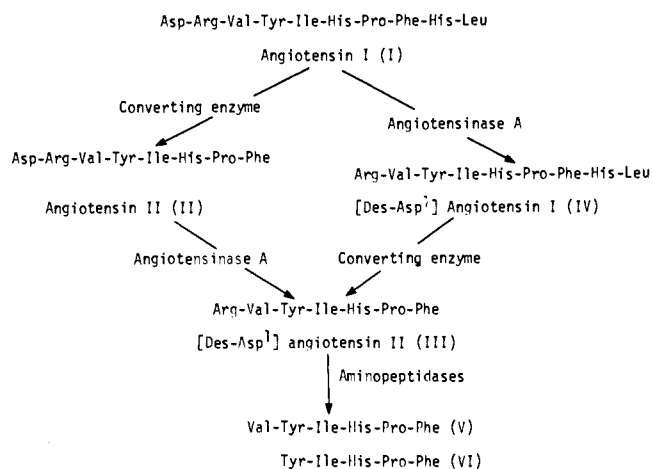 Asp-Arg-Val-Tyr-Ile-His-Pro-Phe-His-Leu
Angiotensin I (I)
Converting enzyme
Angiotensinase A
Asp-Arg-Val-Tyr-Ile-His-Pro-Phe
Arg-Val-Tyr-Ile-His-Pro-Phe-His-Leu
Angiotensin II (II)
[Des-Asp¹] Angiotensin I (IV)
Angiotensinase A
Converting enzyme
Arg-Val-Tyr-Ile-His-Pro-Phe
[Des-Asp¹] angiotensin II (III)
Aminopeptidases
Val-Tyr-Ile-His-Pro-Phe (V)
Tyr-Ile-His-Pro-Phe (VI)